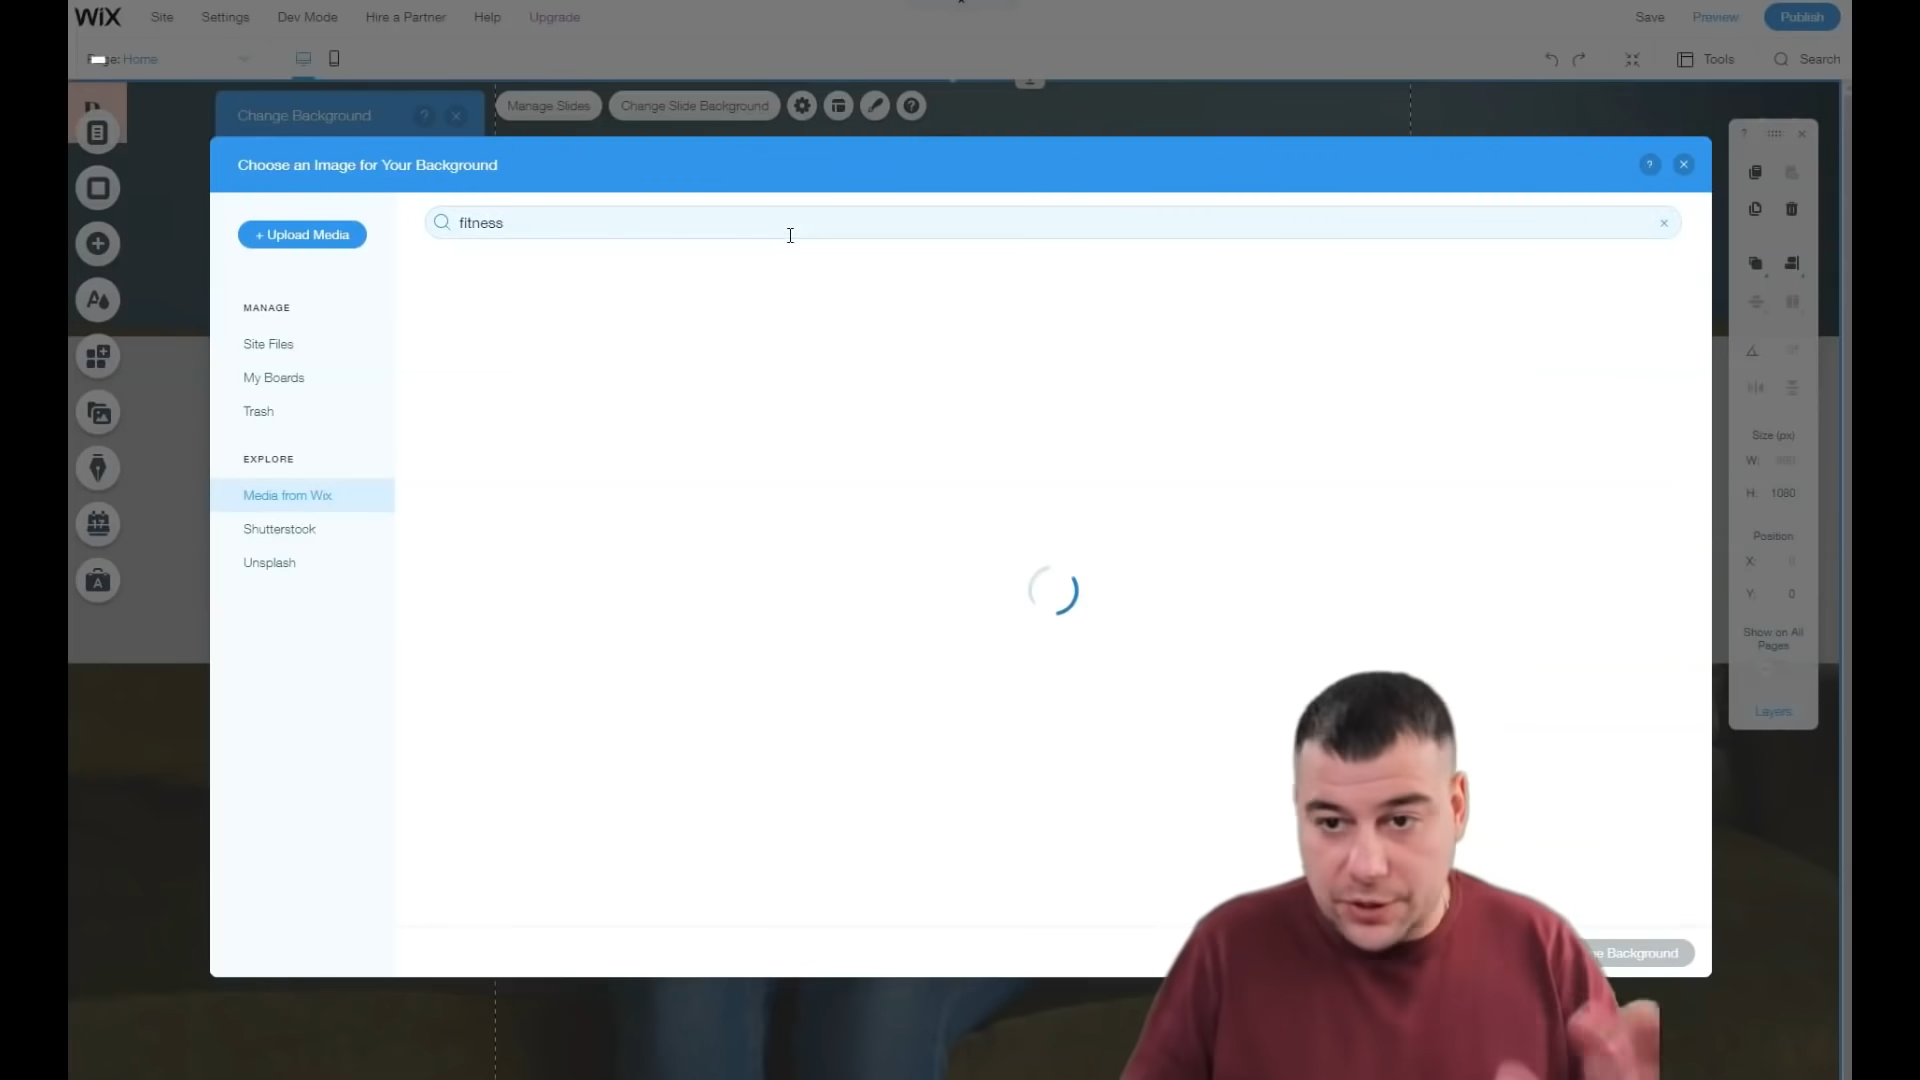 WiX
Site
Settings
Dev Mode
Hire a Partner
Help
Upgrade
Save
Preview
Publish
Home
Tools
Search
Change Background
?
Manage Slides
Change Slide Background
?
Choose an Image for Your Background
?
?
+ Upload Media
fitness
MANAGE
Site Files
My Boards
Trash
EXPLORE
Media from Wix
Shutterstock
Unsplash
Size (px)
W:
H: 1080
Position
X:
Y: 0
Show on All
Pages
Layers
Background